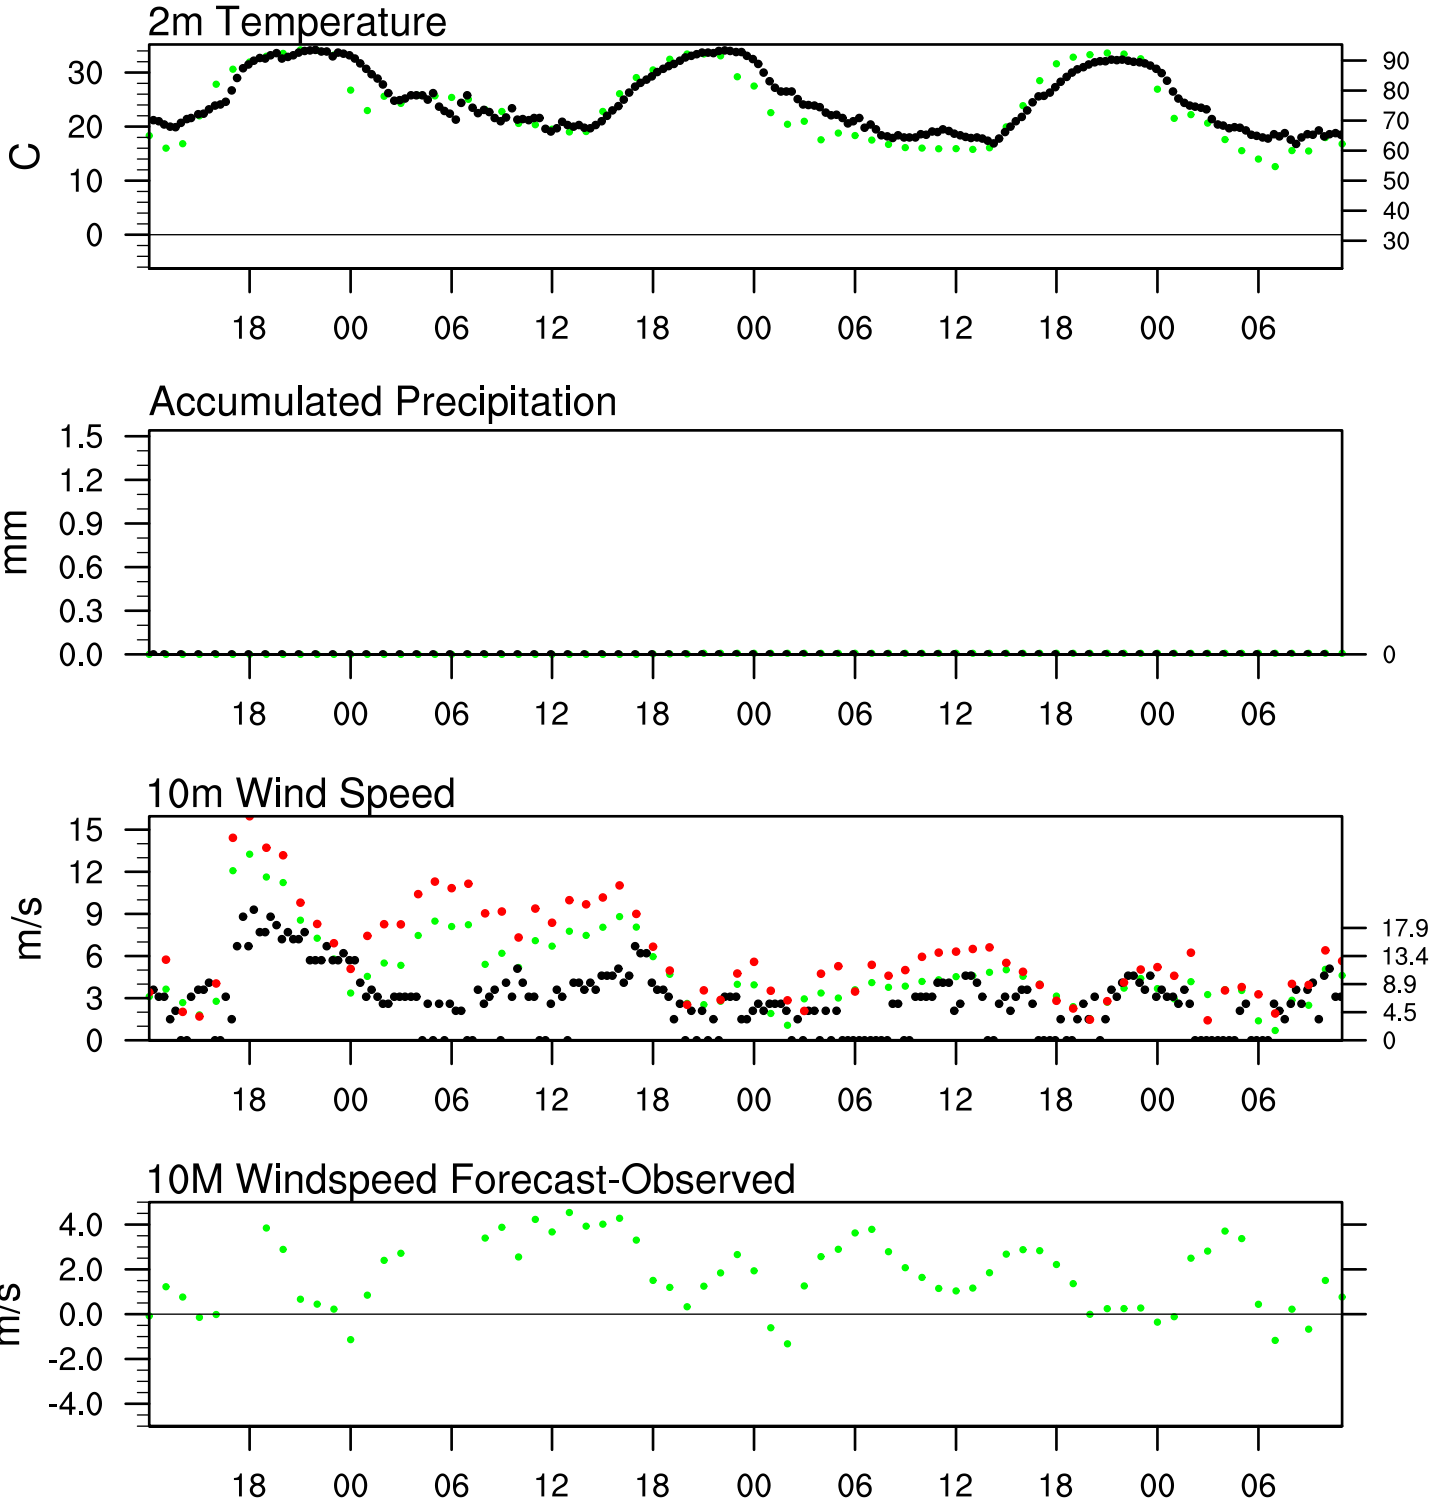 2m Temperature
30
20
10
0
C
90
80
70
60
50
40
30
18 00 06 12 18 00 06 12 18 00 06
Accumulated Precipitation
1.5
1.2
0.9
0.6
0.3
0.0
mm
0
18 00 06 12 18 00 06 12 18 00 06
10m Wind Speed
15
12
9
6
3
0
m/s
17.9
13.4
8.9
4.5
0
18 00 06 12 18 00 06 12 18 00 06
10M Windspeed Forecast-Observed
4.0
2.0
0.0
-2.0
-4.0
m/s
18 00 06 12 18 00 06 12 18 00 06